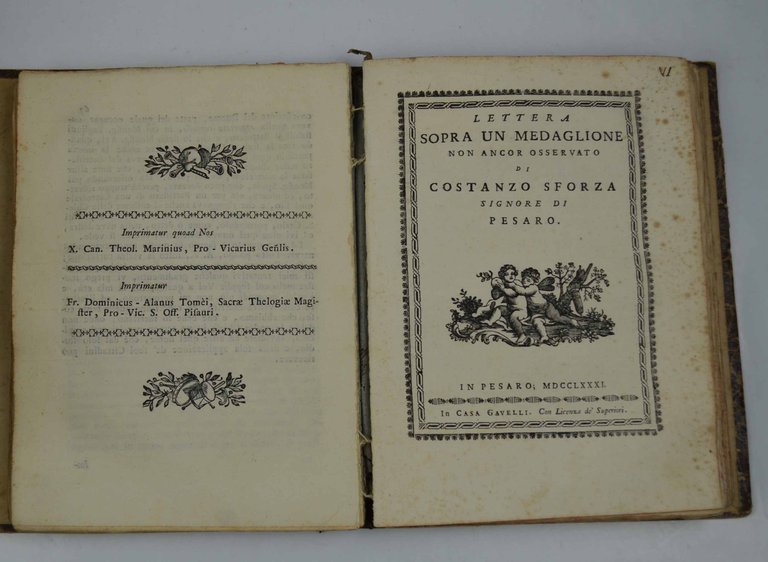 Imprimatur quoad Nos
X. Can. Theol. Marinius, Pro-Vicarius Genlis.
Imprimatur
Fr. Dominicus-Alanus Tomèi, Sacræ Thelogiæ Magi-
ster, Pro-Vic. S. Off. Pisauri.
VI
LETTERA
SOPRA UN MEDAGLIONE
NON ANCOR OSSERVATO
DI
COSTANZO SFORZA
SIGNORE DI
PESARO.
IN PESARO; MDCCLXXXI.
IN CASA GAVELLI. Con Licenza de' Superiori.